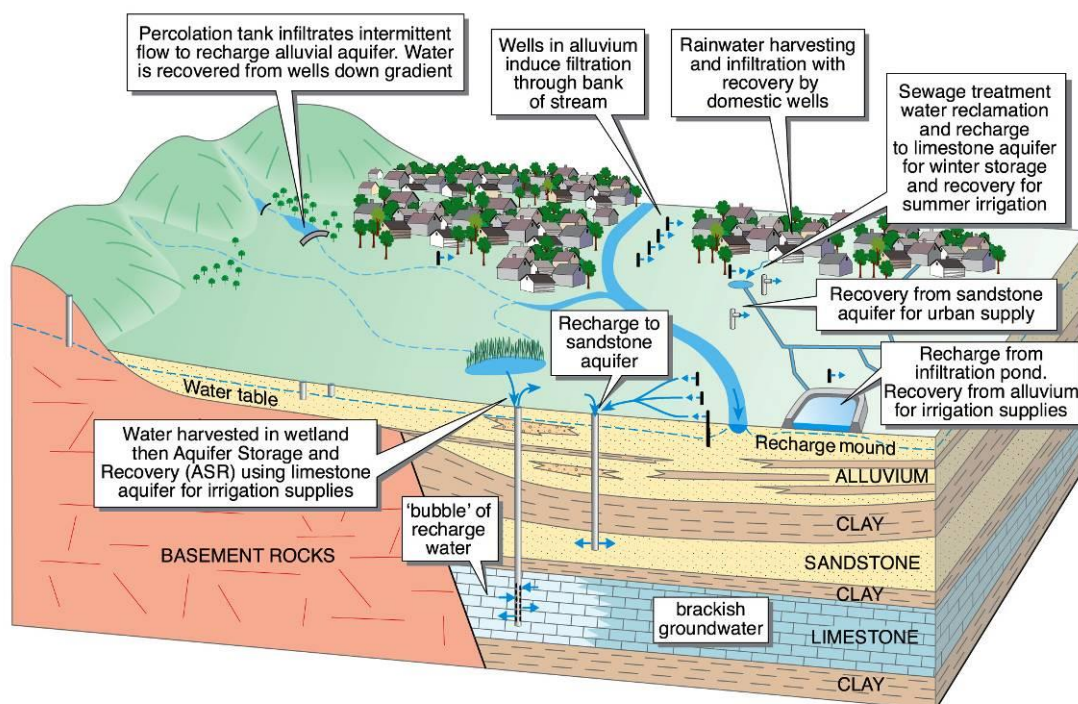 Percolation tank infiltrates intermittent
flow to recharge alluvial aquifer. Water
is recovered from wells down gradient
Wells in alluvium
induce filtration
through bank
of stream
Rainwater harvesting
and infiltration with
recovery by
domestic wells
Sewage treatment
water reclamation
and recharge
to limestone aquifer
for winter storage
and recovery for
summer irrigation
Recovery from sandstone
aquifer for urban supply
Recharge to
sandstone
aquifer
Recharge from
infiltration pond.
Recovery from alluvium
for irrigation supplies
Water table
Water harvested in wetland
then Aquifer Storage and
Recovery (ASR) using limestone
aquifer for irrigation supplies
Recharge mound
ALLUVIUM
CLAY
'bubble' of
recharge
water
BASEMENT ROCKS
SANDSTONE
CLAY
brackish
groundwater
LIMESTONE
CLAY